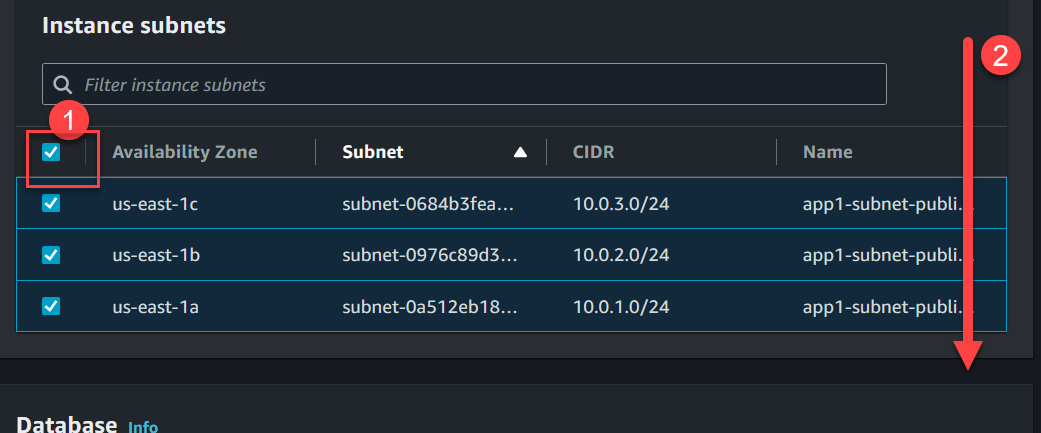 Instance subnets
2
Filter instance subnets
1
Availability Zone Subnet CIDR Name
us-east-1c subnet-0684b3fea... 10.0.3.0/24 app1-subnet-publi...
us-east-1b subnet-0976c89d3... 10.0.2.0/24 app1-subnet-publi...
us-east-1a subnet-0a512eb18... 10.0.1.0/24 app1-subnet-publi...
Database Info